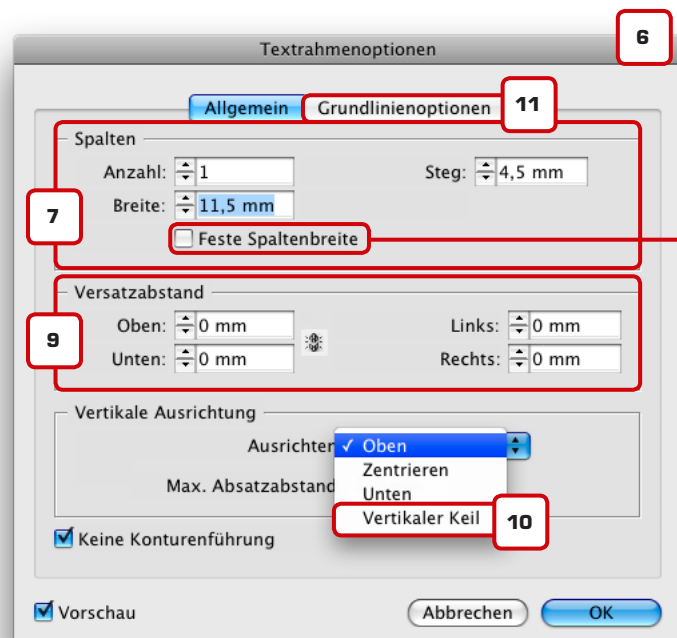 6
Textrahmenoptionen
Allgemein Grundlinienoptionen 11
Spalten
Anzahl: 1 Steg: 4,5 mm
7
Breite: 11,5 mm
Feste Spaltenbreite
Versatzabstand
9
Oben: 0 mm Links: 0 mm
Unten: 0 mm Rechts: 0 mm
Vertikale Ausrichtung
Ausrichten ✓ Oben
Zentrieren
Max. Absatzabstand Unten
Vertikaler Keil 10
Keine Konturenführung
Vorschau Abbrechen OK